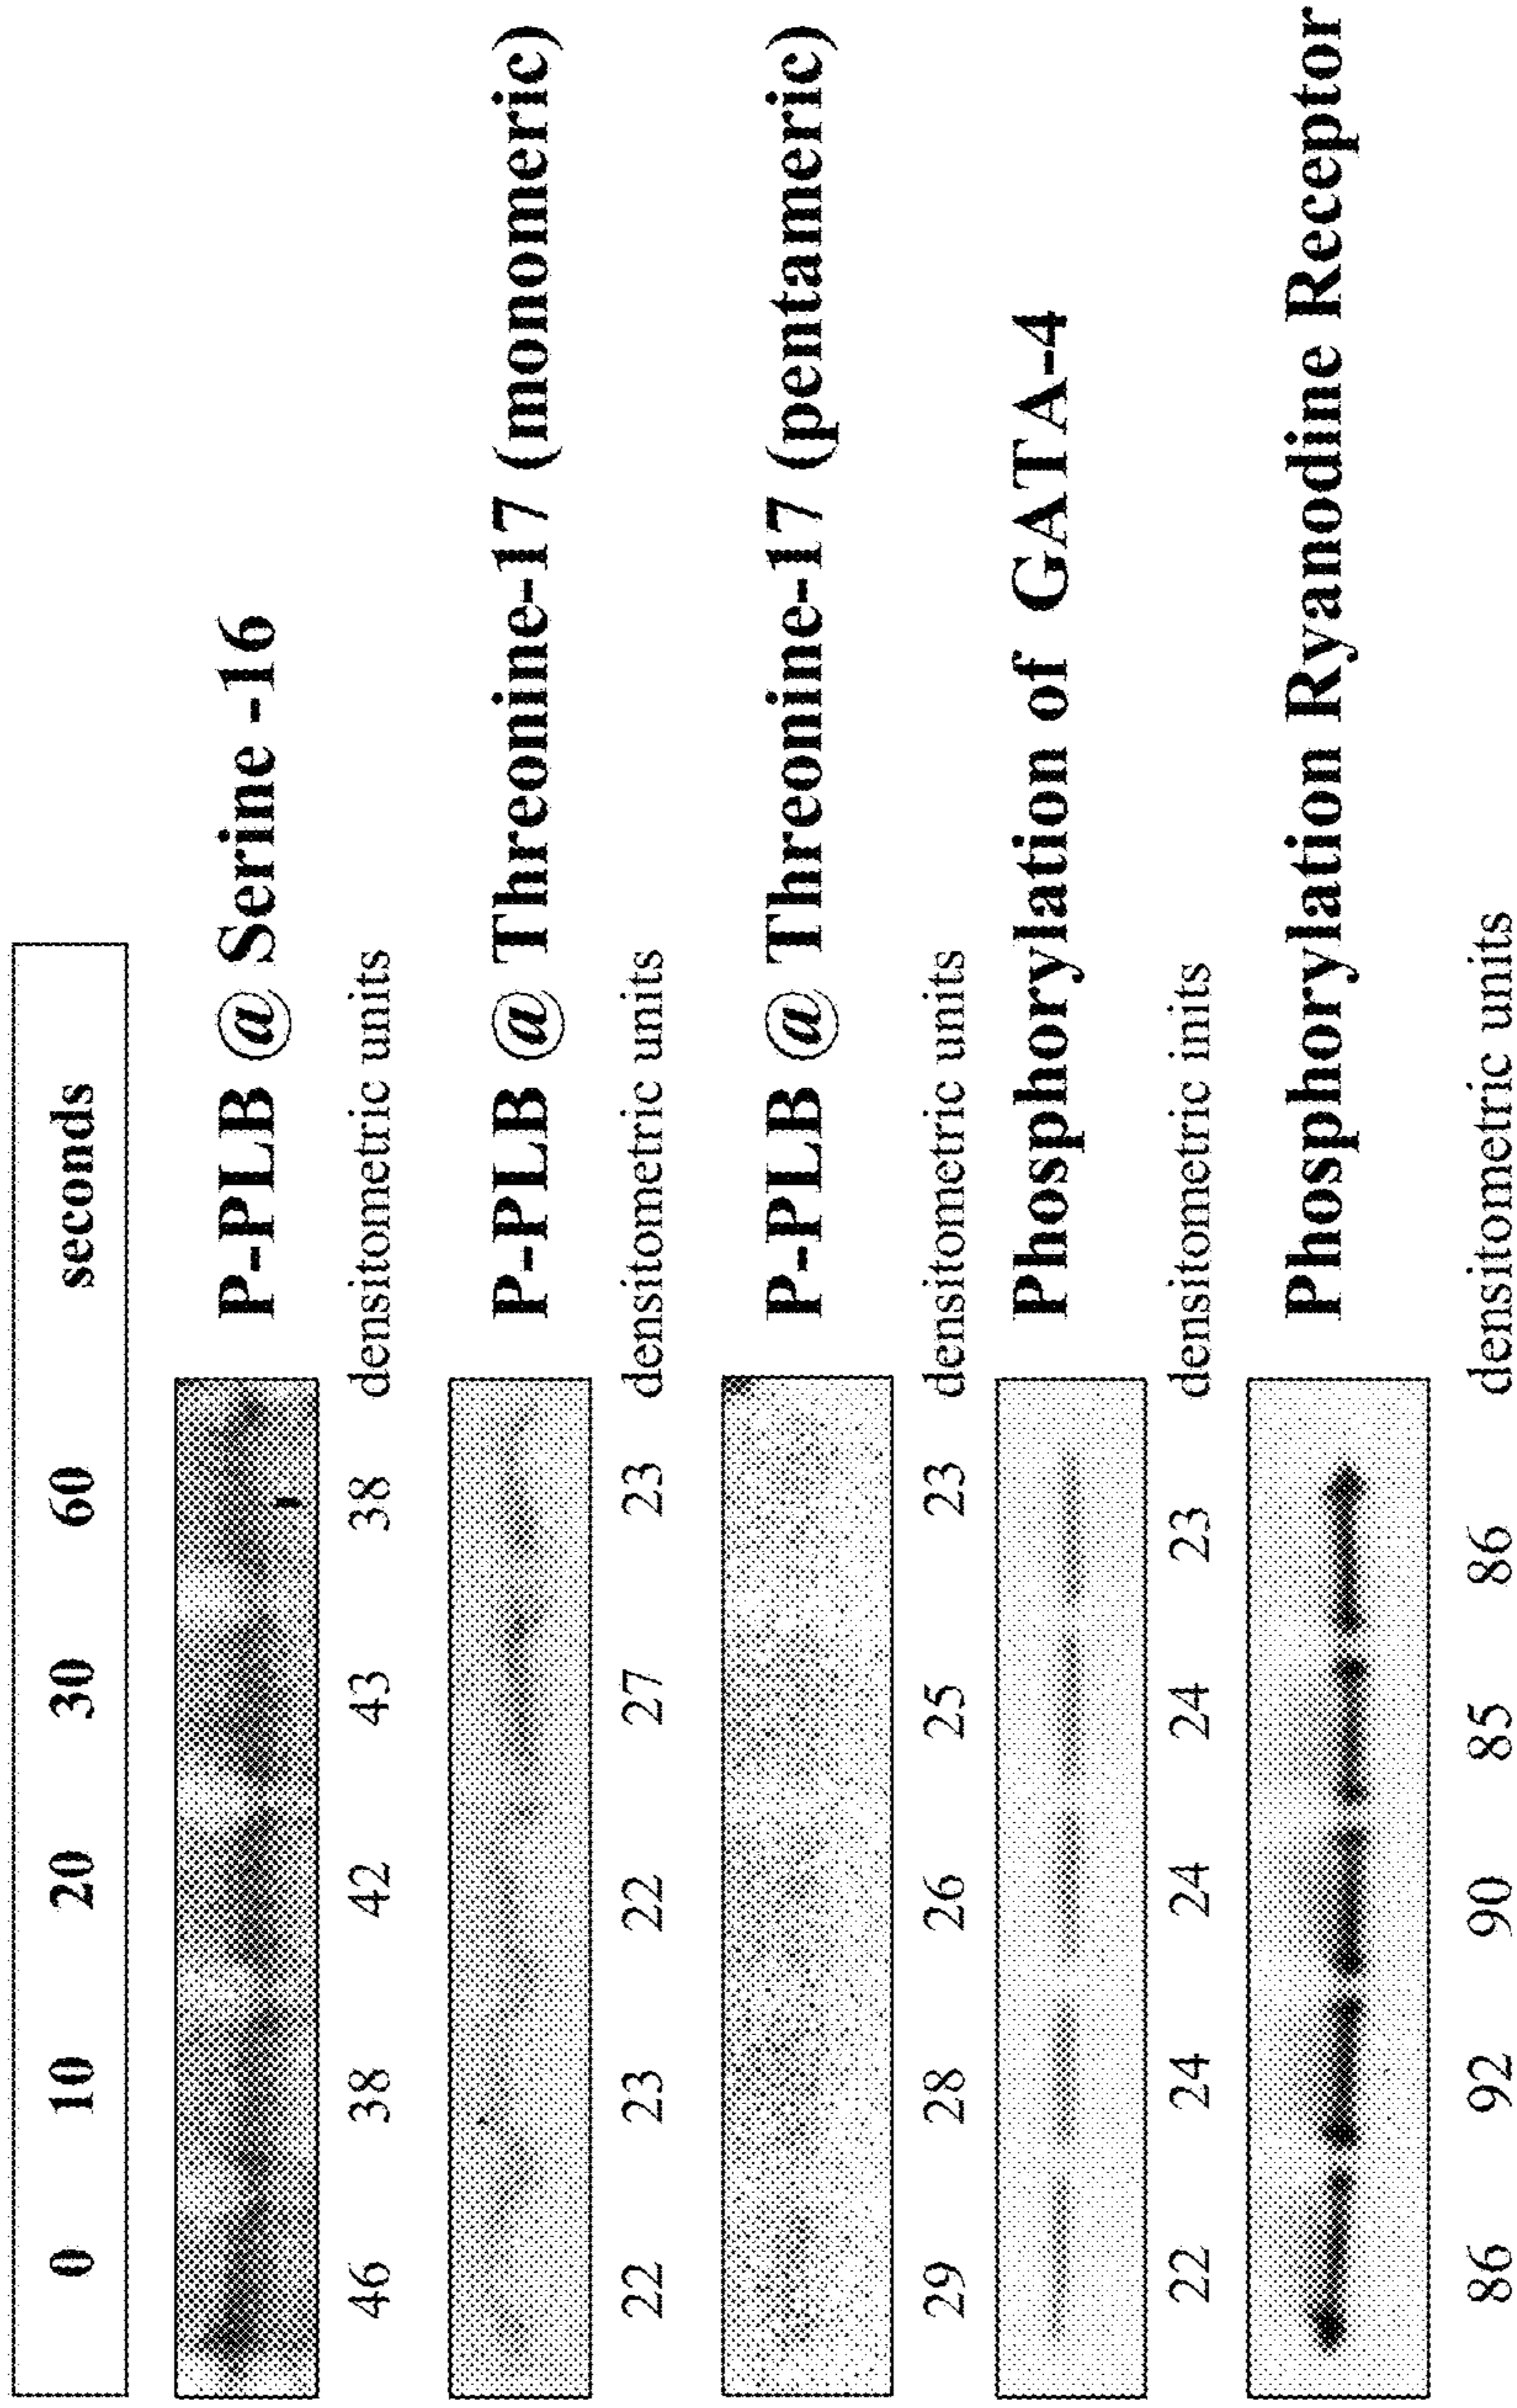 0 10 20 30 60 seconds
P-PLB @ Serine -16
46 38 42 43 38 densitometric units
P-PLB @ Threonine-17 (monomeric)
22 23 22 27 23 densitometric units
P-PLB @ Threonine-17 (pentameric)
29 28 26 25 23 densitometric units
Phosphorylation of GATA-4
22 24 24 24 23 densitometric inits
Phosphorylation Ryanodine Receptor
86 92 90 85 86 densitometric units